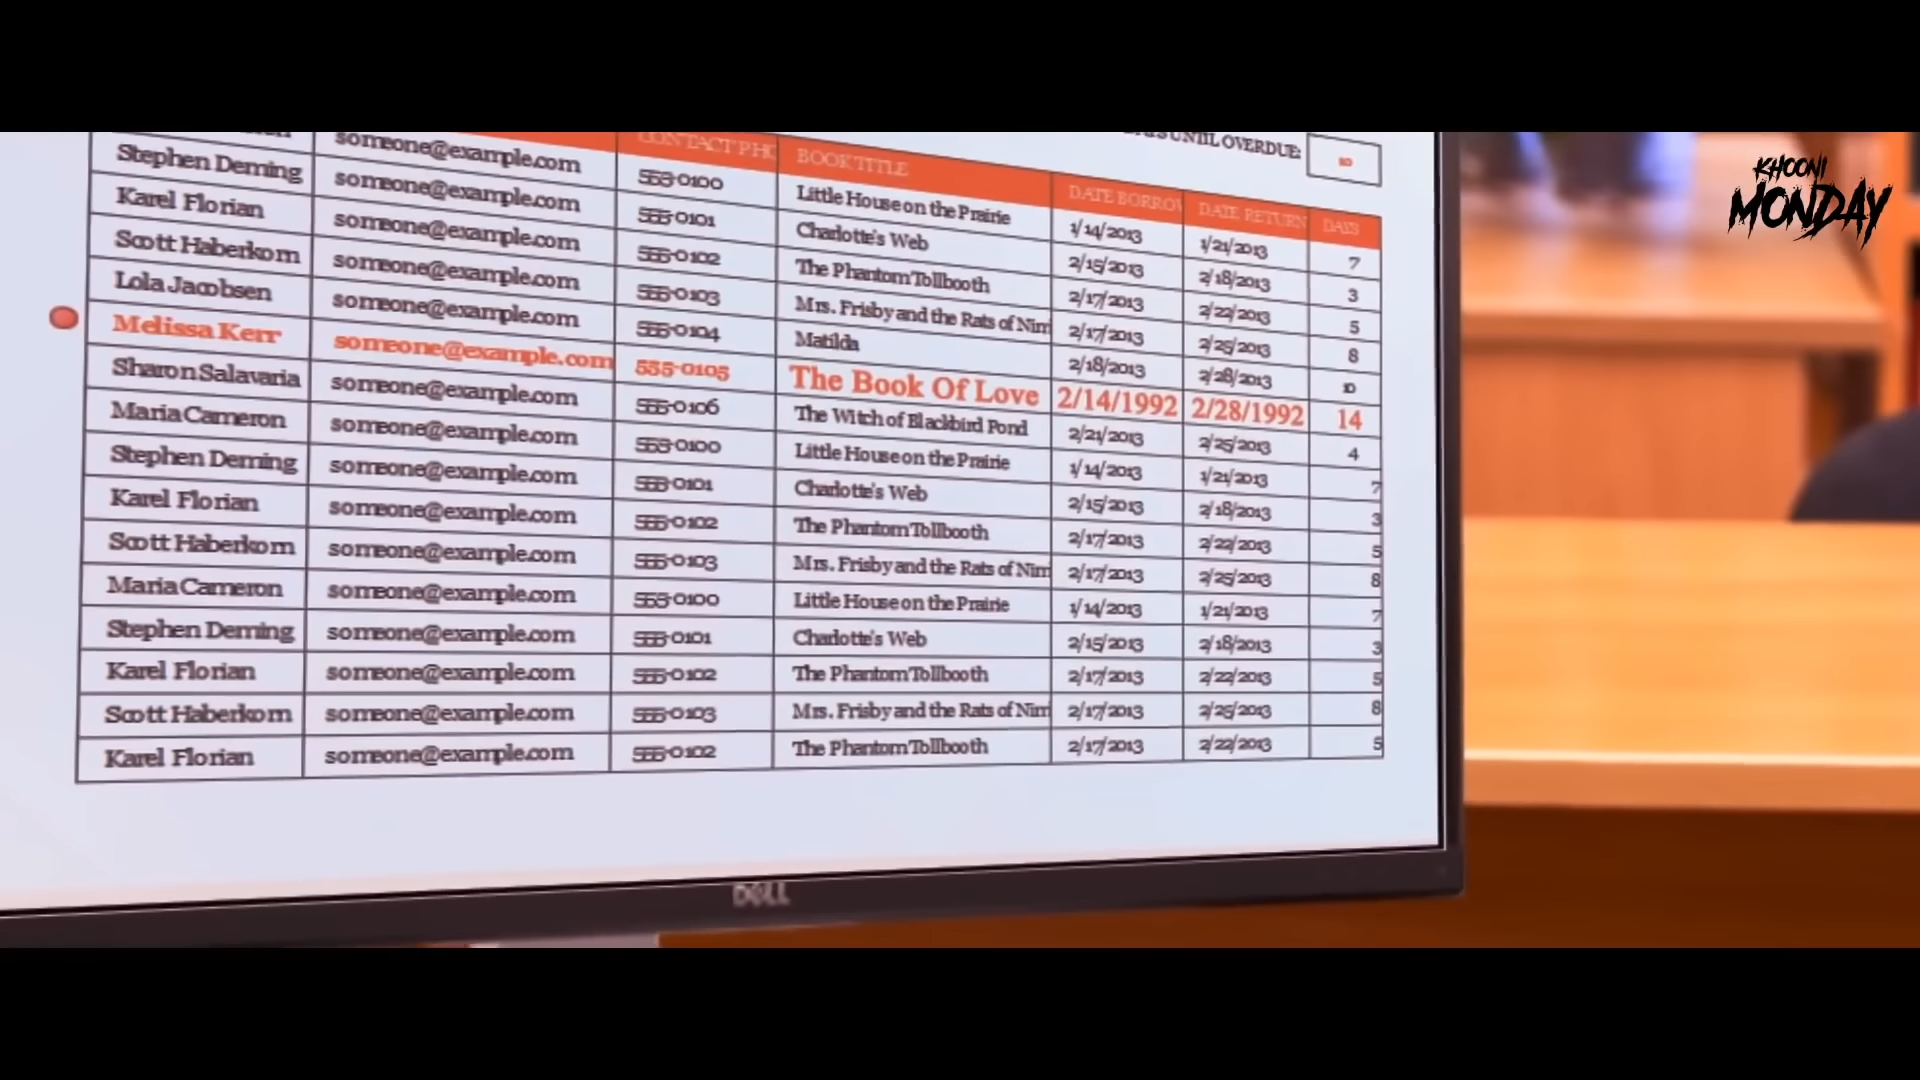 KHOONI
MONDAY
UNTIL OVERDUE: 10
BOOK TITLE DATE DATE DAYS
someone@example.com 555-0100 Little House on the Prairie 1/14/2013 1/21/2013 7
Stephen Deming someone@example.com 555-0101 Charlotte's Web 2/15/2013 2/18/2013 3
Karel Florian someone@example.com 555-0102 The Phantom Tollbooth 2/17/2013 2/22/2013 5
Scott Haberkorn someone@example.com 555-0103 Mrs. Frisby and the Rats of Nim 2/17/2013 2/25/2013 8
Lola Jacobsen someone@example.com 555-0104 Matilda 2/18/2013 2/28/2013 10
Melissa Kerr someone@example.com 555-0105 The Book Of Love 2/14/1992 2/28/1992 14
Sharon Salavaria someone@example.com 555-0106 The Witch of Blackbird Pond 2/21/2013 2/25/2013 4
Maria Cameron someone@example.com 555-0100 Little House on the Prairie 1/14/2013 1/21/2013 7
Stephen Deming someone@example.com 555-0101 Charlotte's Web 2/15/2013 2/18/2013 3
Karel Florian someone@example.com 555-0102 The Phantom Tollbooth 2/17/2013 2/22/2013 5
Scott Haberkorn someone@example.com 555-0103 Mrs. Frisby and the Rats of Nim 2/17/2013 2/25/2013 8
Maria Cameron someone@example.com 555-0100 Little House on the Prairie 1/14/2013 1/21/2013 7
Stephen Deming someone@example.com 555-0101 Charlotte's Web 2/15/2013 2/18/2013 3
Karel Florian someone@example.com 555-0102 The Phantom Tollbooth 2/17/2013 2/22/2013 5
Scott Haberkorn someone@example.com 555-0103 Mrs. Frisby and the Rats of Nim 2/17/2013 2/25/2013 8
Karel Florian someone@example.com 555-0102 The Phantom Tollbooth 2/17/2013 2/22/2013 5
DELL